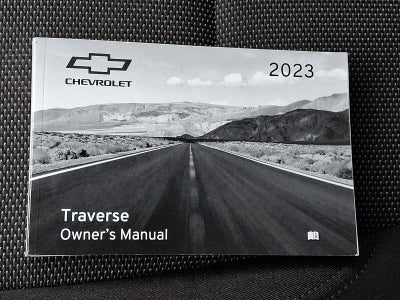 CHEVROLET
2023
Traverse
Owner's Manual